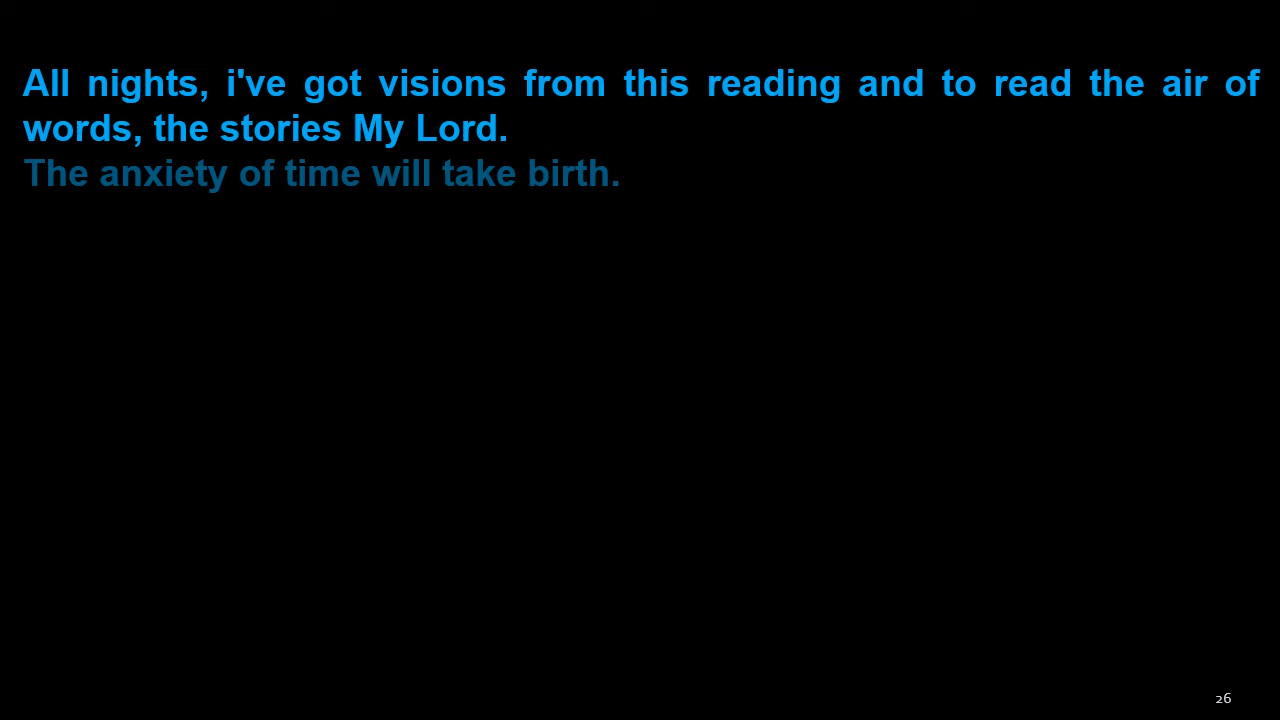 All nights, i've got visions from this reading and to read the air of
words, the stories My Lord.
The anxiety of time will take birth.
26